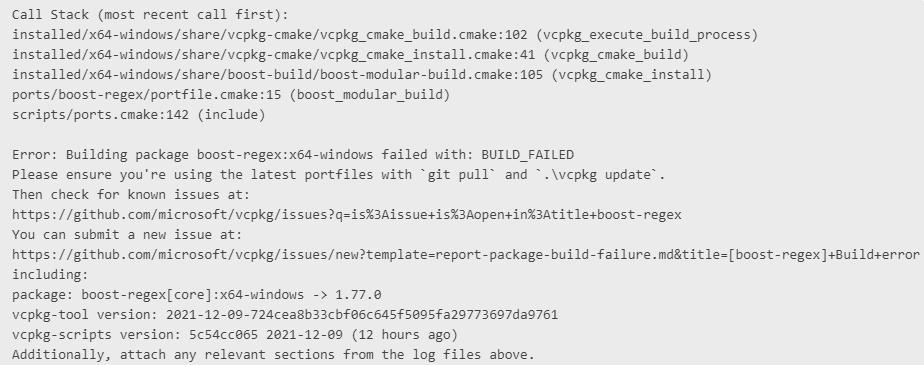 Call Stack (most recent call first):
installed/x64-windows/share/vcpkg-cmake/vcpkg_cmake_build.cmake:102 (vcpkg_execute_build_process)
installed/x64-windows/share/vcpkg-cmake/vcpkg_cmake_install.cmake:41 (vcpkg_cmake_build)
installed/x64-windows/share/boost-build/boost-modular-build.cmake:105 (vcpkg_cmake_install)
ports/boost-regex/portfile.cmake:15 (boost_modular_build)
scripts/ports.cmake:142 (include)
Error: Building package boost-regex:x64-windows failed with: BUILD_FAILED
Please ensure you're using the latest portfiles with `git pull` and `.\vcpkg update`.
Then check for known issues at:
https://github.com/microsoft/vcpkg/issues?q=is%3Aissue+is%3Aopen+in%3Atitle+boost-regex
You can submit a new issue at:
https://github.com/microsoft/vcpkg/issues/new?template=report-package-build-failure.md&title=[boost-regex]+Build+error
including:
package: boost-regex[core]:x64-windows -> 1.77.0
vcpkg-tool version: 2021-12-09-724cea8b33cbf06c645f5095fa29773697da9761
vcpkg-scripts version: 5c54cc065 2021-12-09 (12 hours ago)
Additionally, attach any relevant sections from the log files above.